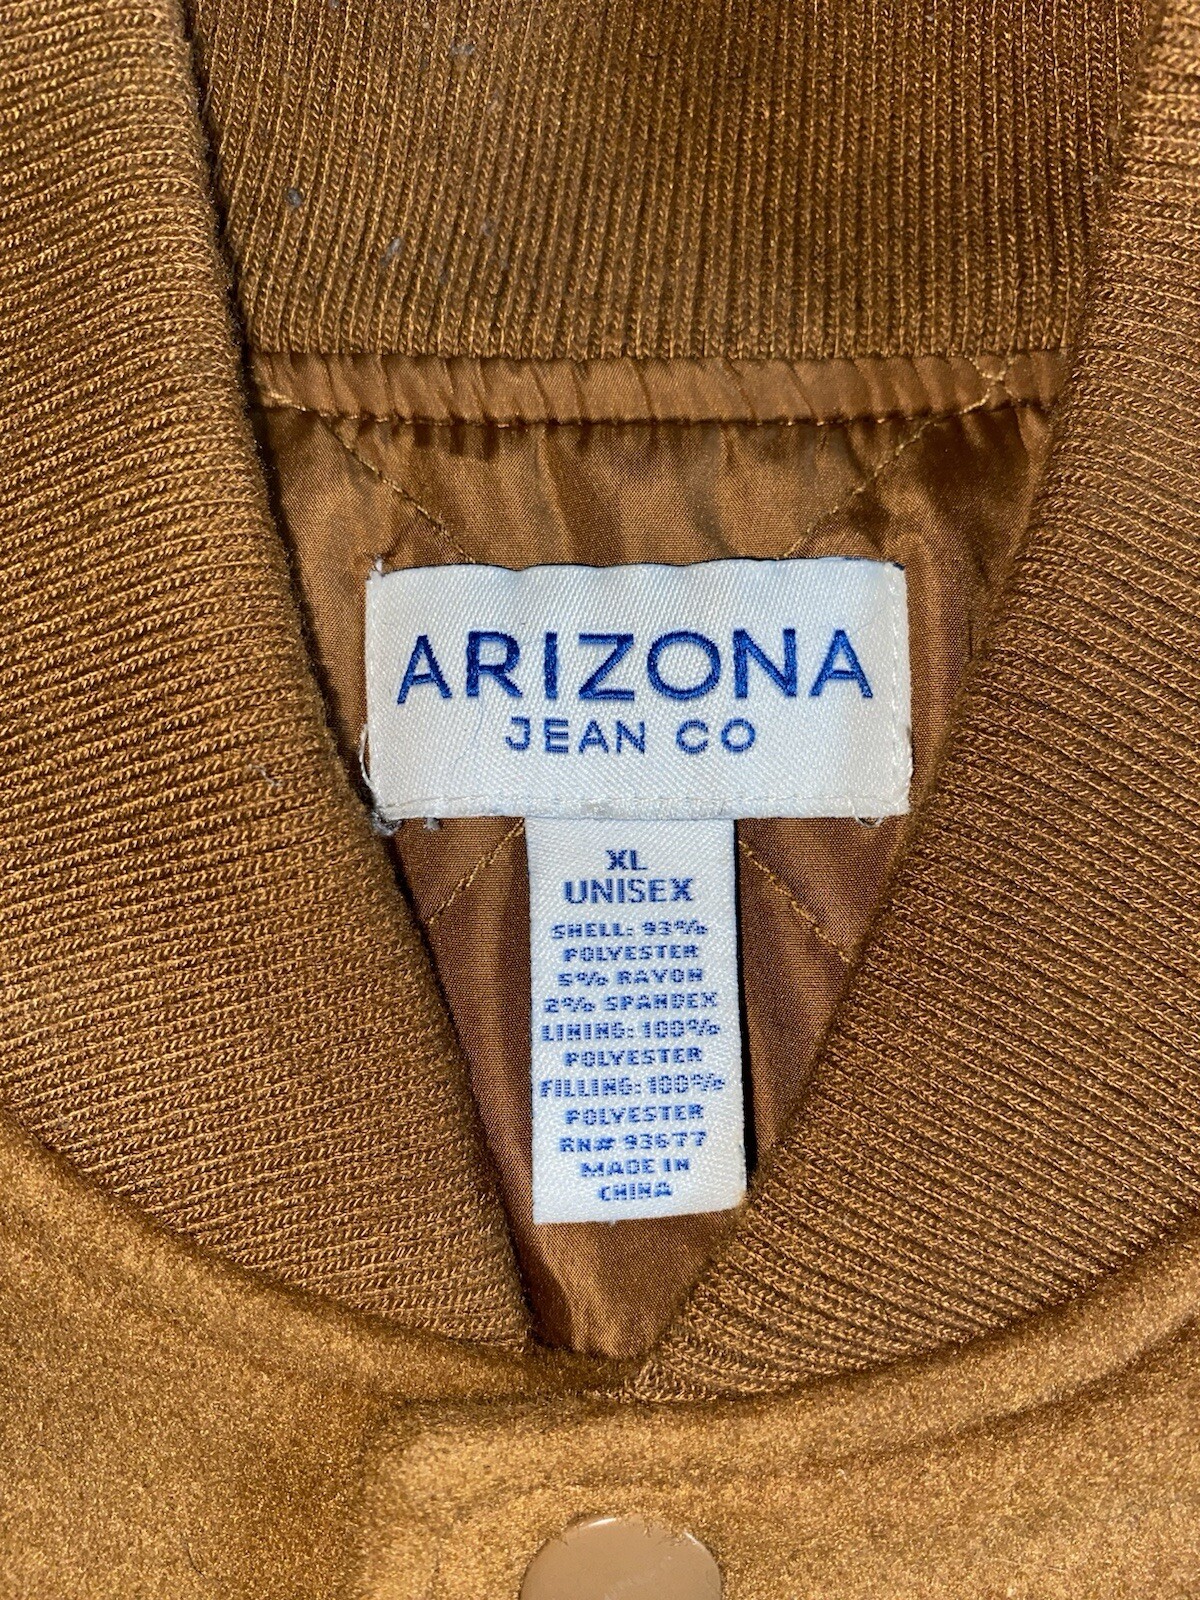 ARIZONA
JEAN CO
XL
UNISEX
SHELL: 93%
POLYESTER
5% RAYON
2% SPANDEX
LINING: 100%
POLYESTER
FILLING: 100%
POLYESTER
RN# 93677
MADE IN
CHINA